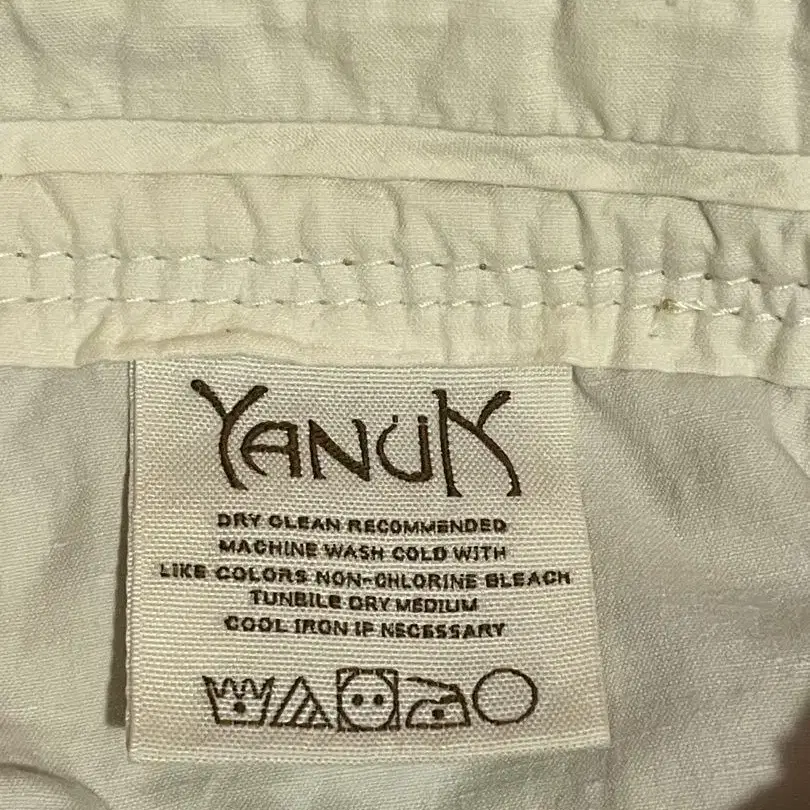 YANUK
DRY CLEAN RECOMMENDED
MACHINE WASH COLD WITH
LIKE COLORS NON-CHLORINE BLEACH
TUNBILE DRY MEDIUM
COOL IRON IF NECESSARY